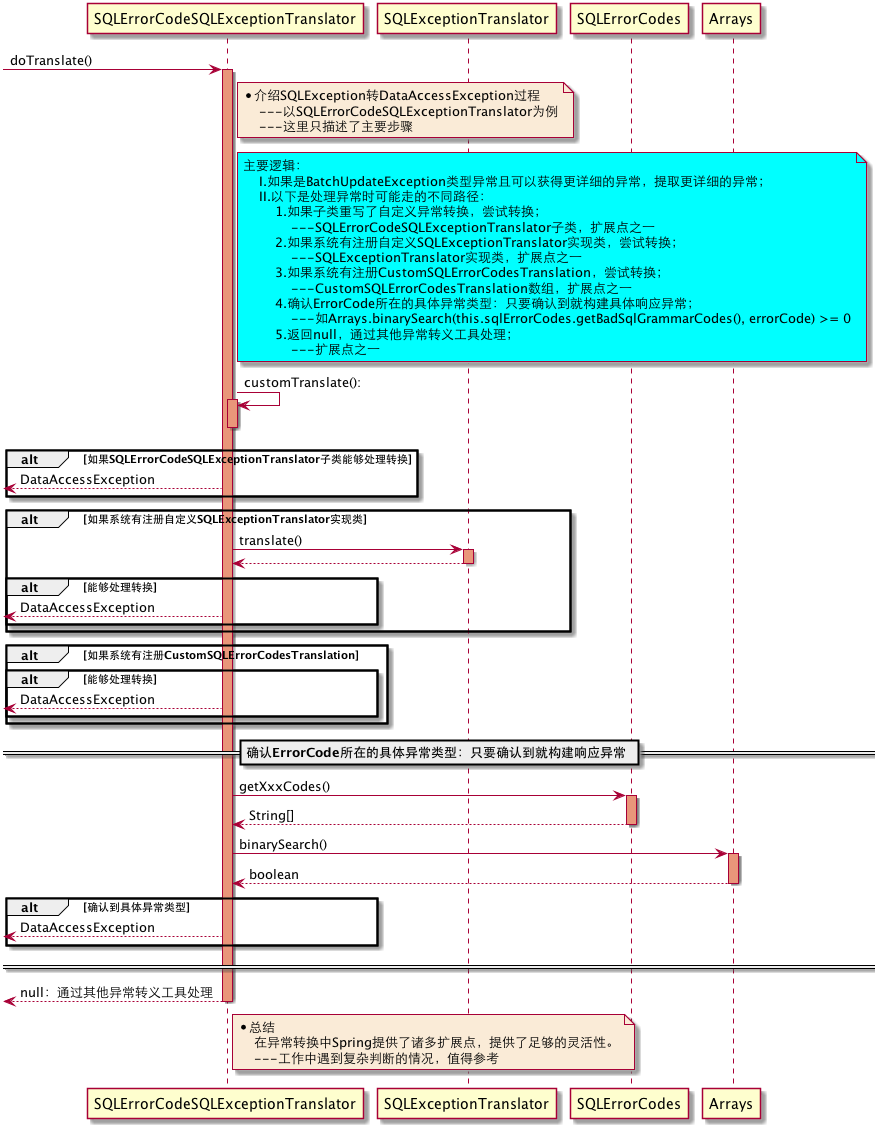 SQLErrorCodeSQLExceptionTranslator SQLExceptionTranslator SQLErrorCodes Arrays
doTranslate()
•介绍SQLException转DataAccessException过程
---以SQLErrorCodeSQLExceptionTranslator为例
---这里只描述了主要步骤
主要逻辑：
I.如果是BatchUpdateException类型异常且可以获得更详细的异常，提取更详细的异常；
II.以下是处理异常时可能走的不同路径：
1.如果子类重写了自定义异常转换，尝试转换；
---SQLErrorCodeSQLExceptionTranslator子类，扩展点之一
2.如果系统有注册自定义SQLExceptionTranslator实现类，尝试转换；
---SQLExceptionTranslator实现类，扩展点之一
3.如果系统有注册CustomSQLErrorCodesTranslation，尝试转换；
---CustomSQLErrorCodesTranslation数组，扩展点之一
4.确认ErrorCode所在的具体异常类型：只要确认到就构建具体响应异常；
---如Arrays.binarySearch(this.sqlErrorCodes.getBadSqlGrammarCodes(), errorCode) >= 0
5.返回null，通过其他异常转义工具处理；
---扩展点之一
customTranslate():
alt [如果SQLErrorCodeSQLExceptionTranslator子类能够处理转换]
DataAccessException
alt [如果系统有注册自定义SQLExceptionTranslator实现类]
translate()
alt [能够处理转换]
DataAccessException
alt [如果系统有注册CustomSQLErrorCodesTranslation]
alt [能够处理转换]
DataAccessException
确认ErrorCode所在的具体异常类型：只要确认到就构建响应异常
getXxxCodes()
String[]
binarySearch()
boolean
alt [确认到具体异常类型]
DataAccessException
null：通过其他异常转义工具处理
•总结
在异常转换中Spring提供了诸多扩展点，提供了足够的灵活性。
---工作中遇到复杂判断的情况，值得参考
SQLErrorCodeSQLExceptionTranslator SQLExceptionTranslator SQLErrorCodes Arrays